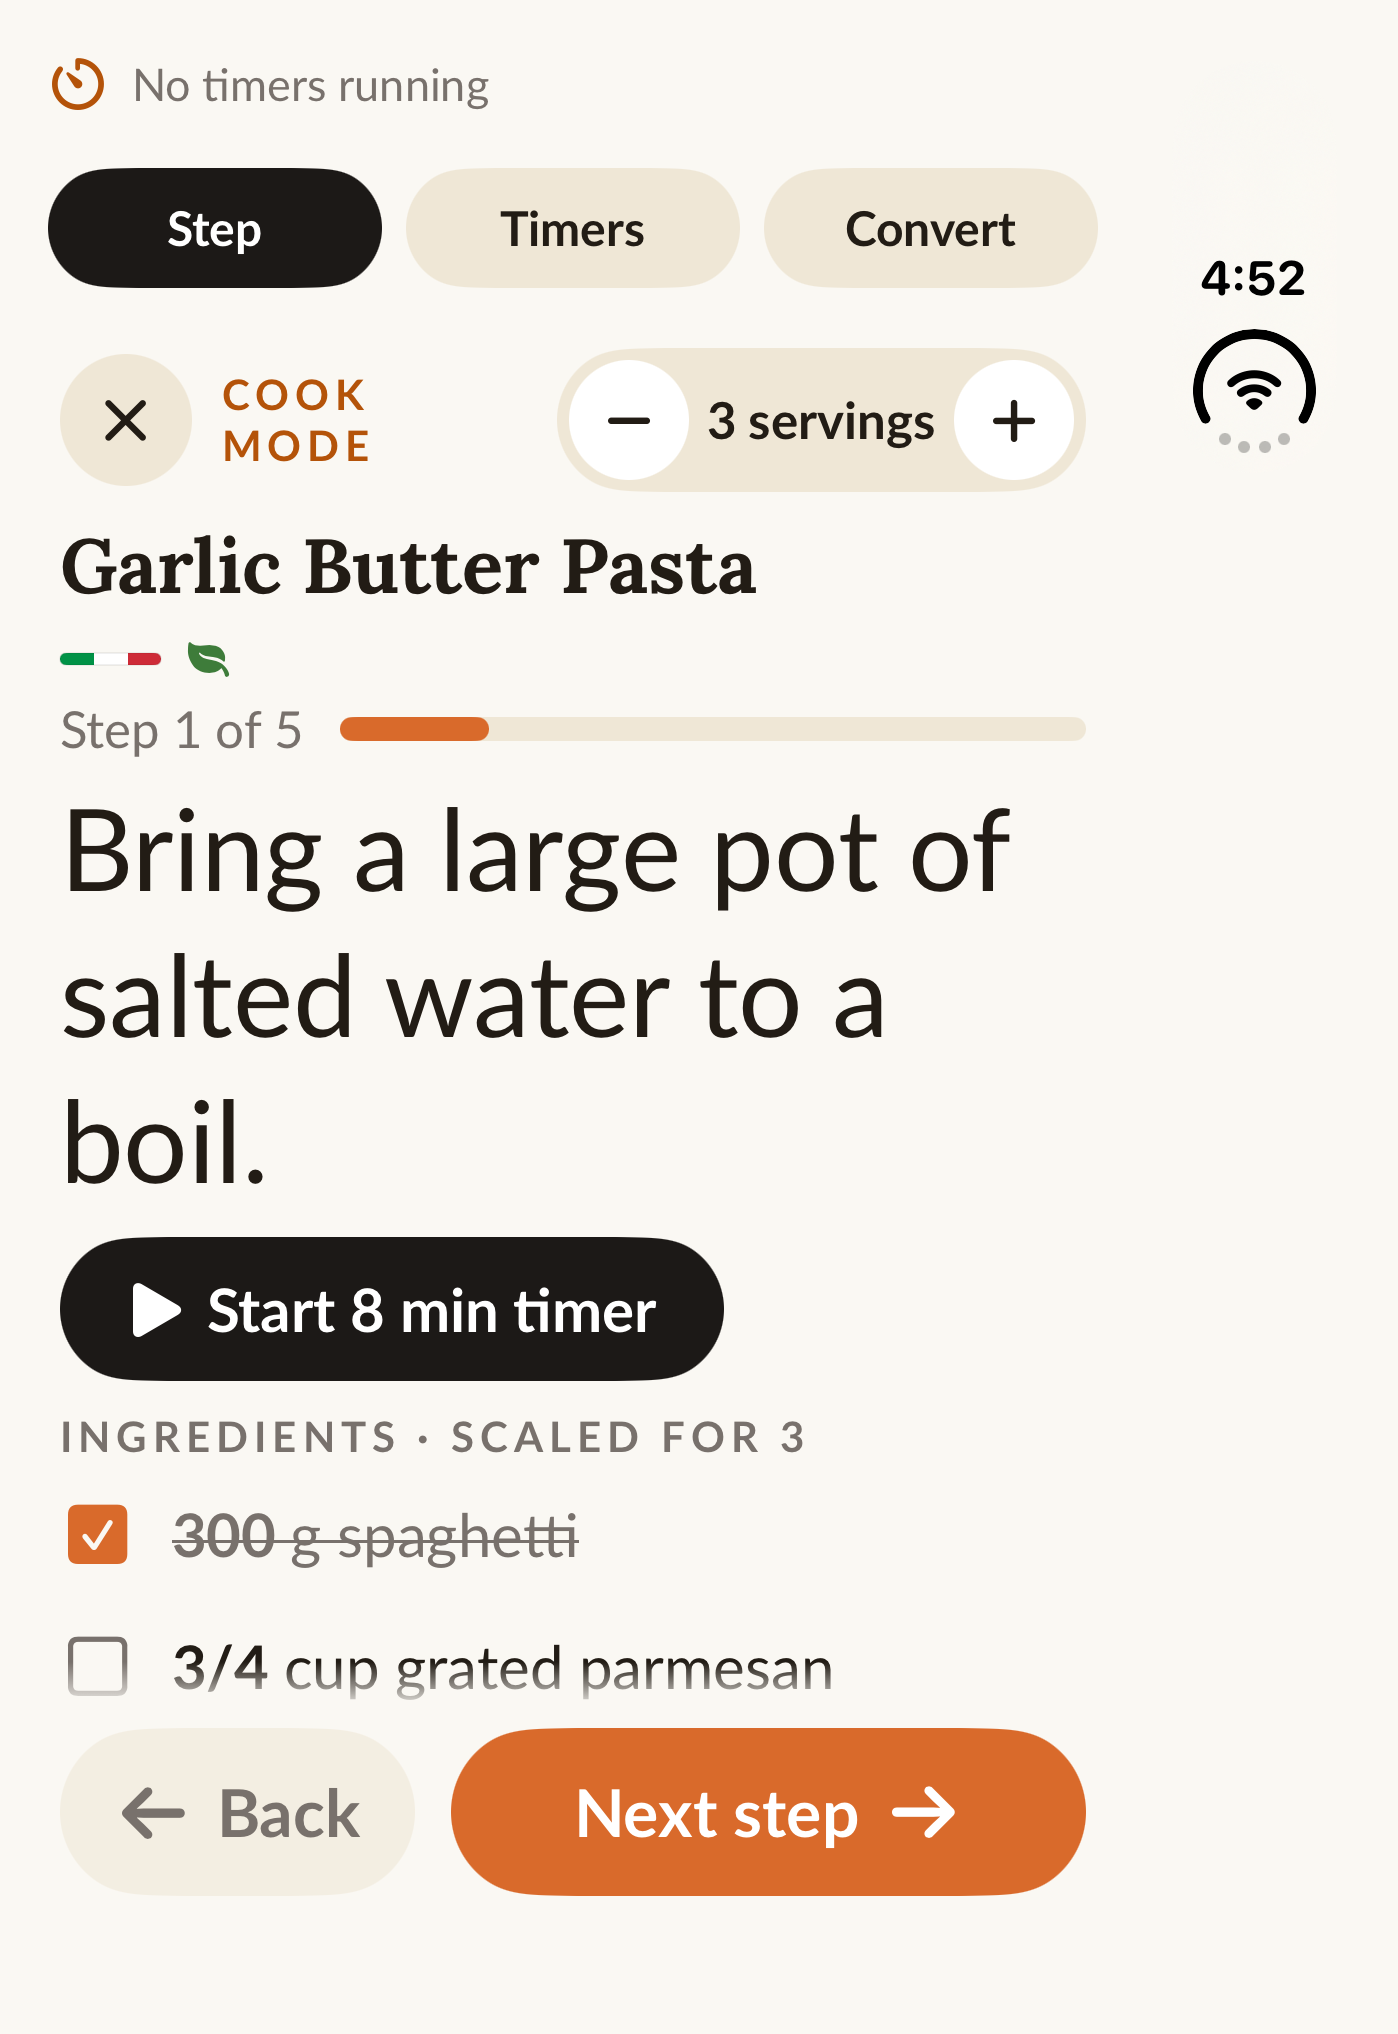 No timers running
Step
Timers
Convert
4:52
COOK
MODE
3 servings
Garlic Butter Pasta
Step 1 of 5
Bring a large pot of
salted water to a
boil.
Start 8 min timer
INGREDIENTS · SCALED FOR 3
300 g spaghetti
3/4 cup grated parmesan
Back
Next step